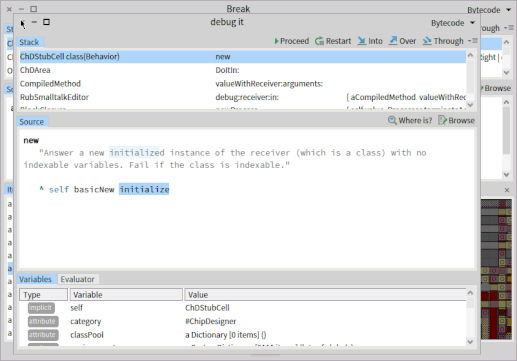 Break
Bytecode
debug it
Bytecode
Stack
Proceed Restart Into Over Through
Through
ChDStubCell class(Behavior) new
ChDArea DoItIn:
CompiledMethod valueWithReceiver:arguments:
RubSmalltalkEditor debug:receiver:in: [ aCompiledMethod valueWithRec
Right |
Source Where is? Browse
Browse
new
"Answer a new initialized instance of the receiver (which is a class) with no
indexable variables. Fail if the class is indexable."
^ self basicNew initialize
Variables Evaluator
Type Variable Value
implicit self ChDStubCell
attribute category #ChipDesigner
attribute classPool a Dictionary [0 items] ()